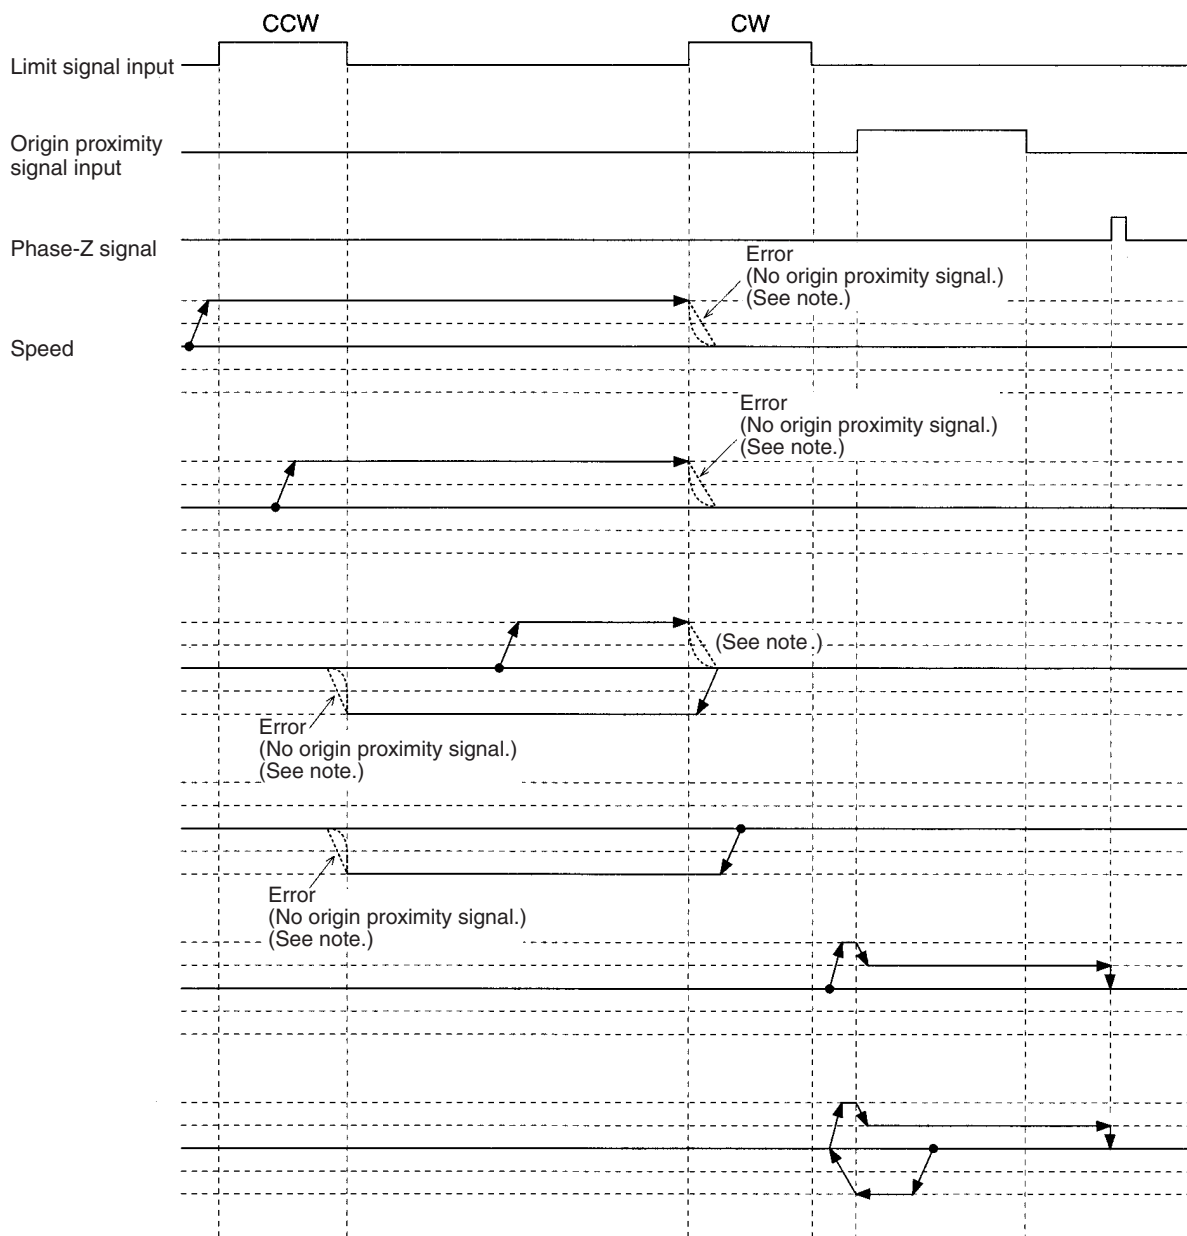 CCW
CW
Limit signal input
Origin proximity
signal input
Phase-Z signal
Error
(No origin proximity signal.)
(See note.)
Speed
Error
(No origin proximity signal.)
(See note.)
(See note.)
Error
(No origin proximity signal.)
(See note.)
Error
(No origin proximity signal.)
(See note.)